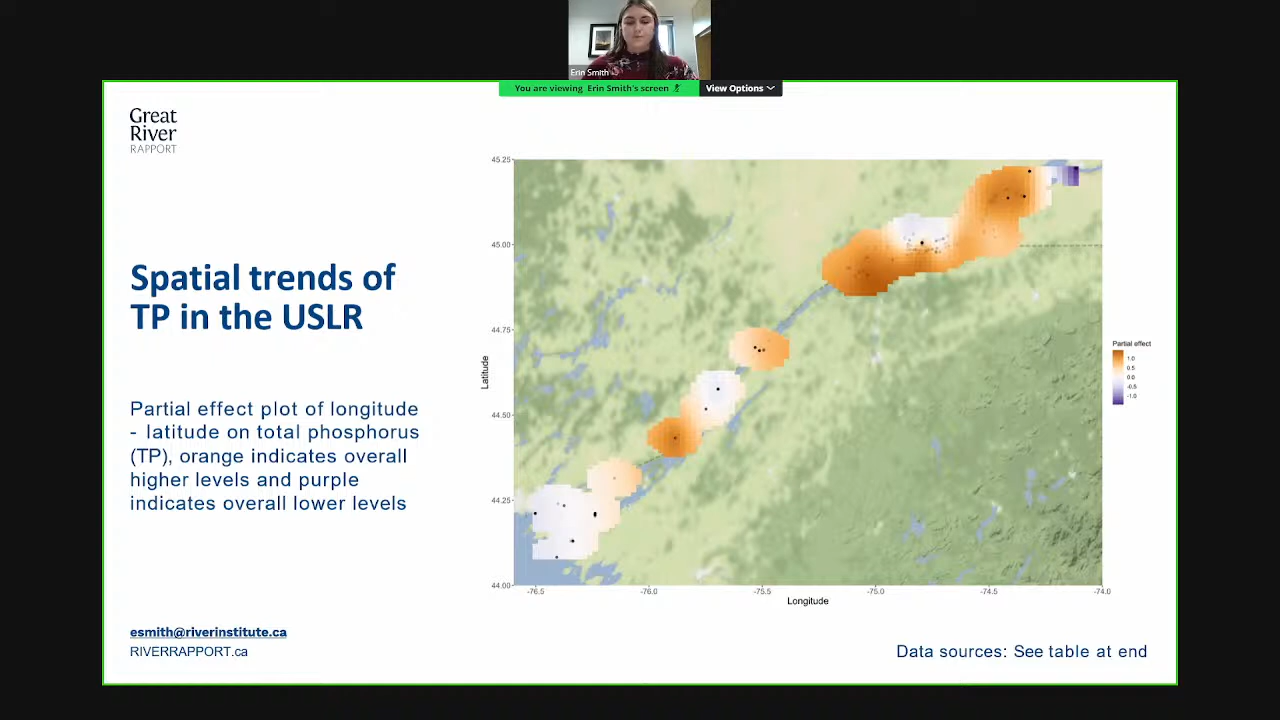 Erin Smith
You are viewing Erin Smith's screen
View Options
Great
River
RAPPORT
Spatial trends of
TP in the USLR
Partial effect plot of longitude
- latitude on total phosphorus
(TP), orange indicates overall
higher levels and purple
indicates overall lower levels
45.25
45.00
44.75
44.50
44.25
44.00
Latitude
-76.5
-76.0
-75.5
-75.0
-74.5
-74.0
Longitude
Partial effect
1.0
0.5
0.0
-0.5
-1.0
esmith@riverinstitute.ca
RIVERRAPPORT.ca
Data sources: See table at end